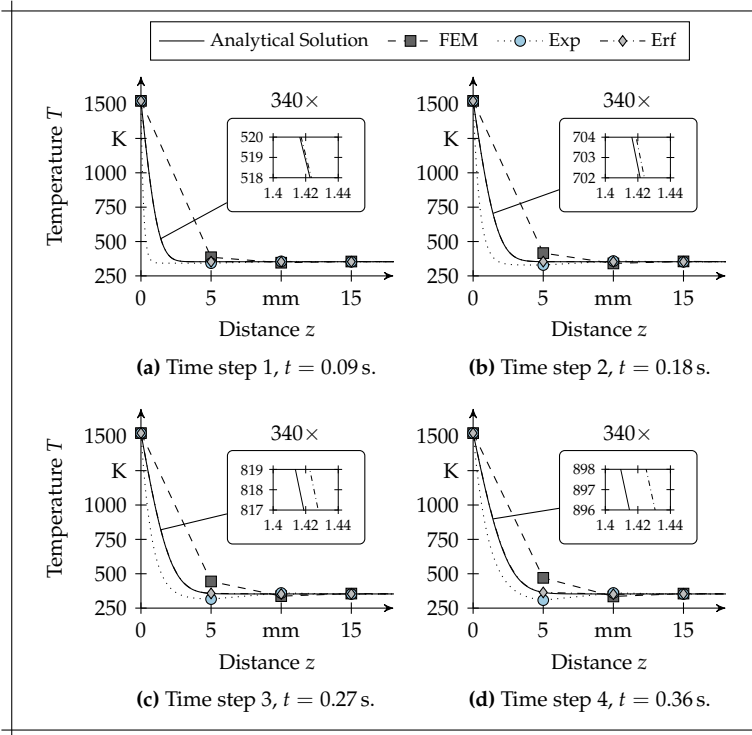 Analytical Solution FEM Exp Erf
340× 340×
Temperature T
1500
K
1000
750
500
250
520
519
518
1.4 1.42 1.44
0 5 mm 15
Distance z
(a) Time step 1, t = 0.09 s.
1500
K
1000
750
500
250
704
703
702
1.4 1.42 1.44
0 5 mm 15
Distance z
(b) Time step 2, t = 0.18 s.
340× 340×
Temperature T
1500
K
1000
750
500
250
819
818
817
1.4 1.42 1.44
0 5 mm 15
Distance z
(c) Time step 3, t = 0.27 s.
1500
K
1000
750
500
250
898
897
896
1.4 1.42 1.44
0 5 mm 15
Distance z
(d) Time step 4, t = 0.36 s.